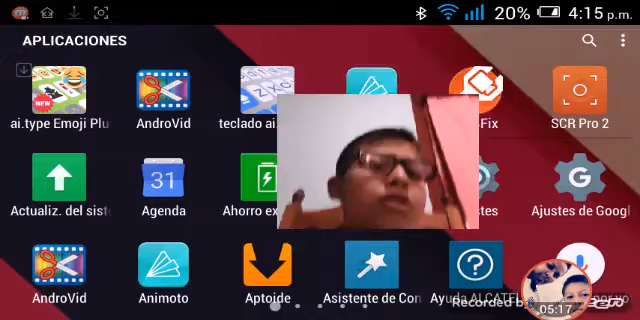 20% 4:15 p.m.
APLICACIONES
NEW
ai.type Emoji Plu AndroVid teclado ai. Fix SCR Pro 2
31
Actualiz. del sist Agenda Ahorro ex Ajustes de Googl
AndroVid Animoto Aptoide Asistente de Con Ayuda ALCATEL
Recorded b
05:17